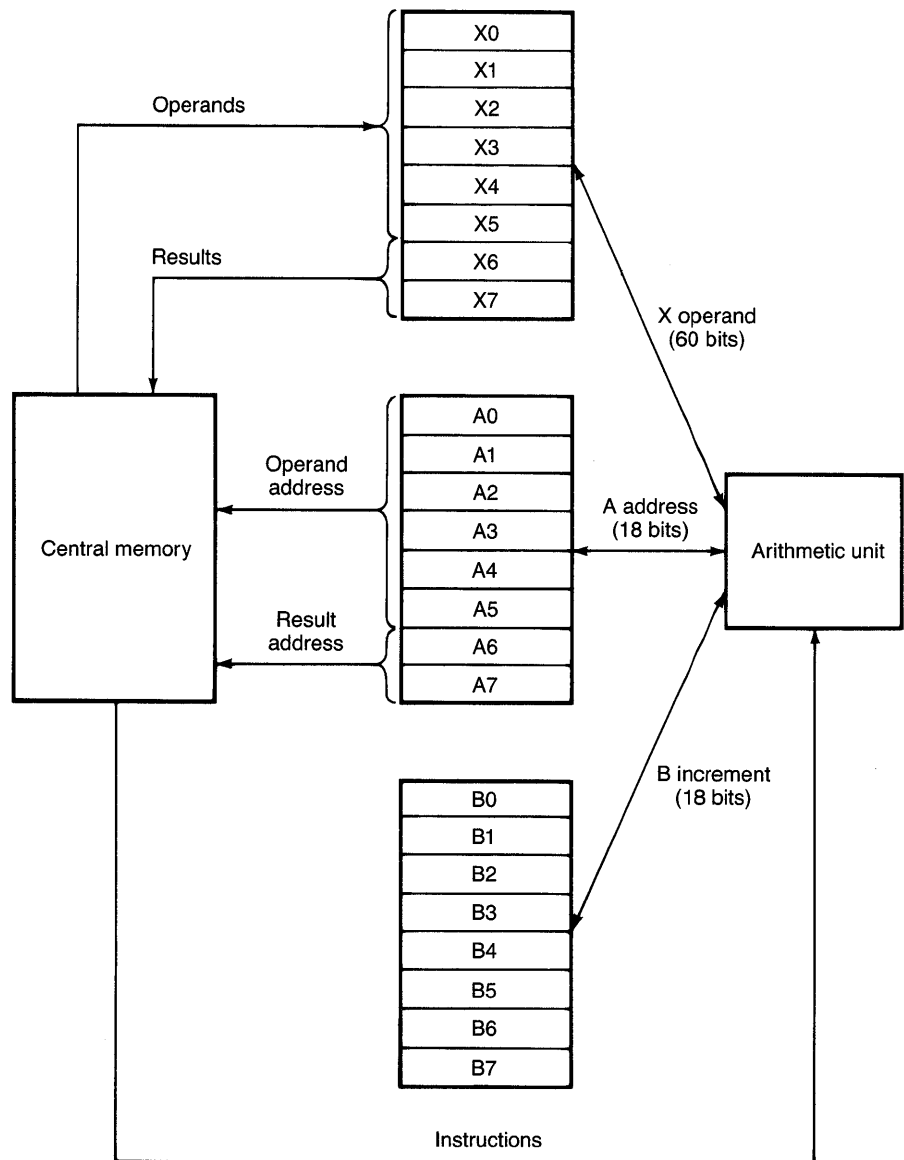 X0
X1
X2
X3
X4
X5
X6
X7
Operands
Results
X operand
(60 bits)
Central memory
Operand
address
Result
address
A0
A1
A2
A3
A4
A5
A6
A7
A address
(18 bits)
Arithmetic unit
B increment
(18 bits)
B0
B1
B2
B3
B4
B5
B6
B7
Instructions